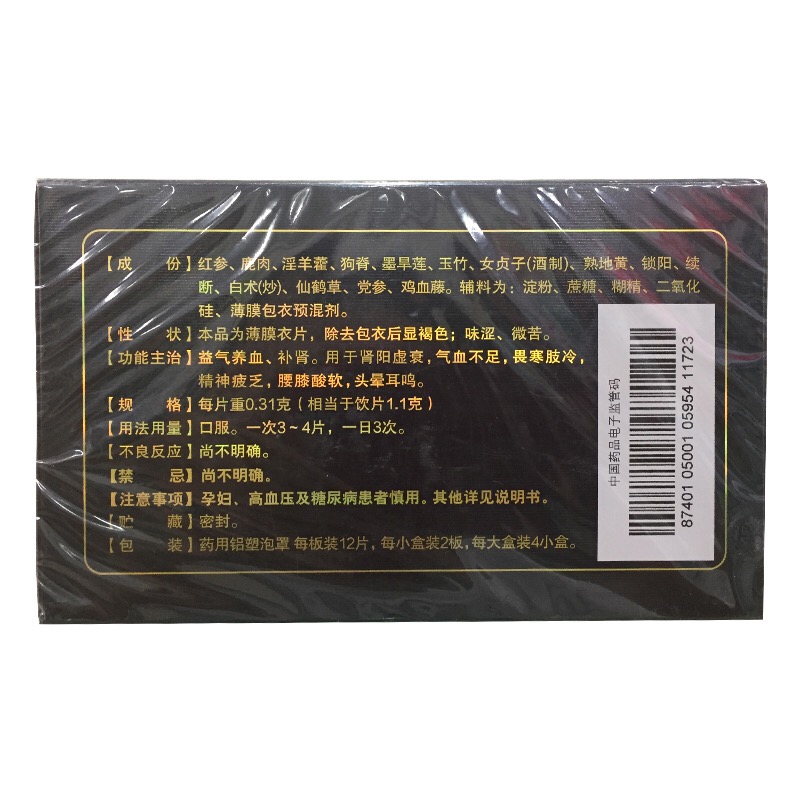 【成　份】红参、鹿肉、淫羊藿、狗脊、墨旱莲、玉竹、女贞子(酒制)、熟地黄、锁阳、续
断、白术(炒)、仙鹤草、党参、鸡血藤。辅料为：淀粉、蔗糖、糊精、二氧化
硅、薄膜包衣预混剂。
【性　状】本品为薄膜衣片，除去包衣后显褐色；味涩、微苦。
【功能主治】益气养血、补肾。用于肾阳虚衰，气血不足，畏寒肢冷，
精神疲乏，腰膝酸软，头晕耳鸣。
【规　格】每片重0.31克（相当于饮片1.1克）
【用法用量】口服。一次3~4片，一日3次。
【不良反应】尚不明确。
【禁　忌】尚不明确。
【注意事项】孕妇、高血压及糖尿病患者慎用。其他详见说明书。
【贮　藏】密封。
【包　装】药用铝塑泡罩 每板装12片，每小盒装2板，每大盒装4小盒。
中国药品电子监管码
87401 05001 05954 11723